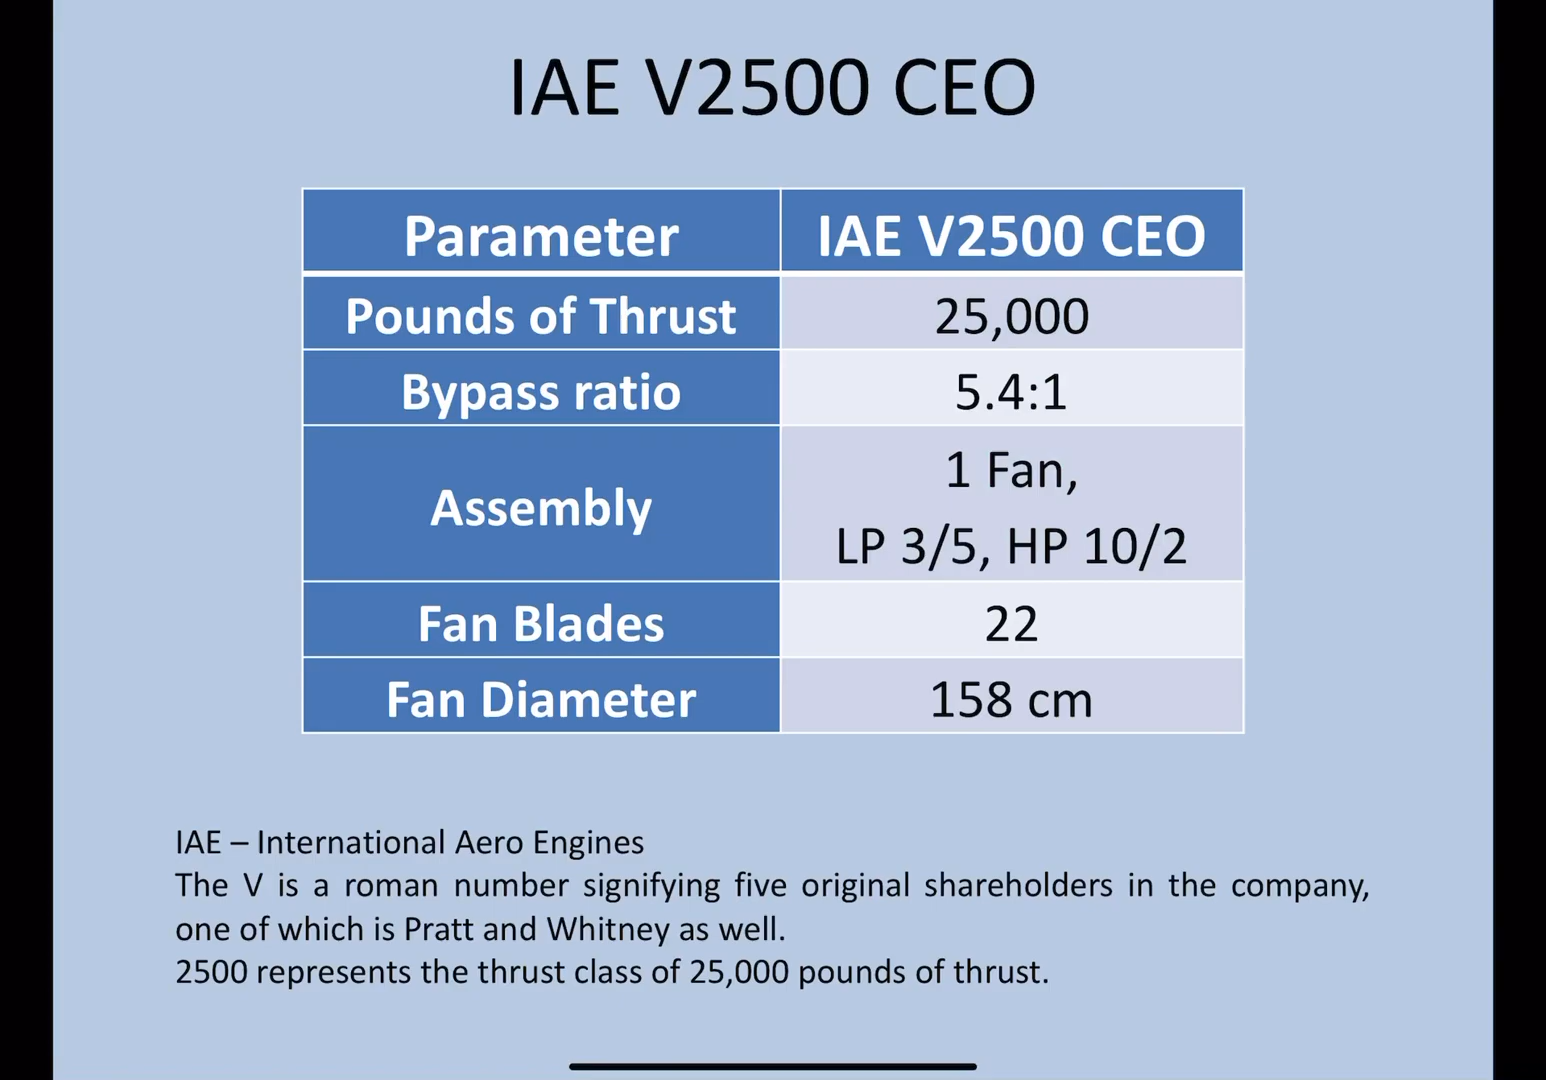 IAE V2500 CEO
Parameter IAE V2500 CEO
Pounds of Thrust 25,000
Bypass ratio 5.4:1
Assembly 1 Fan,
LP 3/5, HP 10/2
Fan Blades 22
Fan Diameter 158 cm
IAE – International Aero Engines
The V is a roman number signifying five original shareholders in the company,
one of which is Pratt and Whitney as well.
2500 represents the thrust class of 25,000 pounds of thrust.